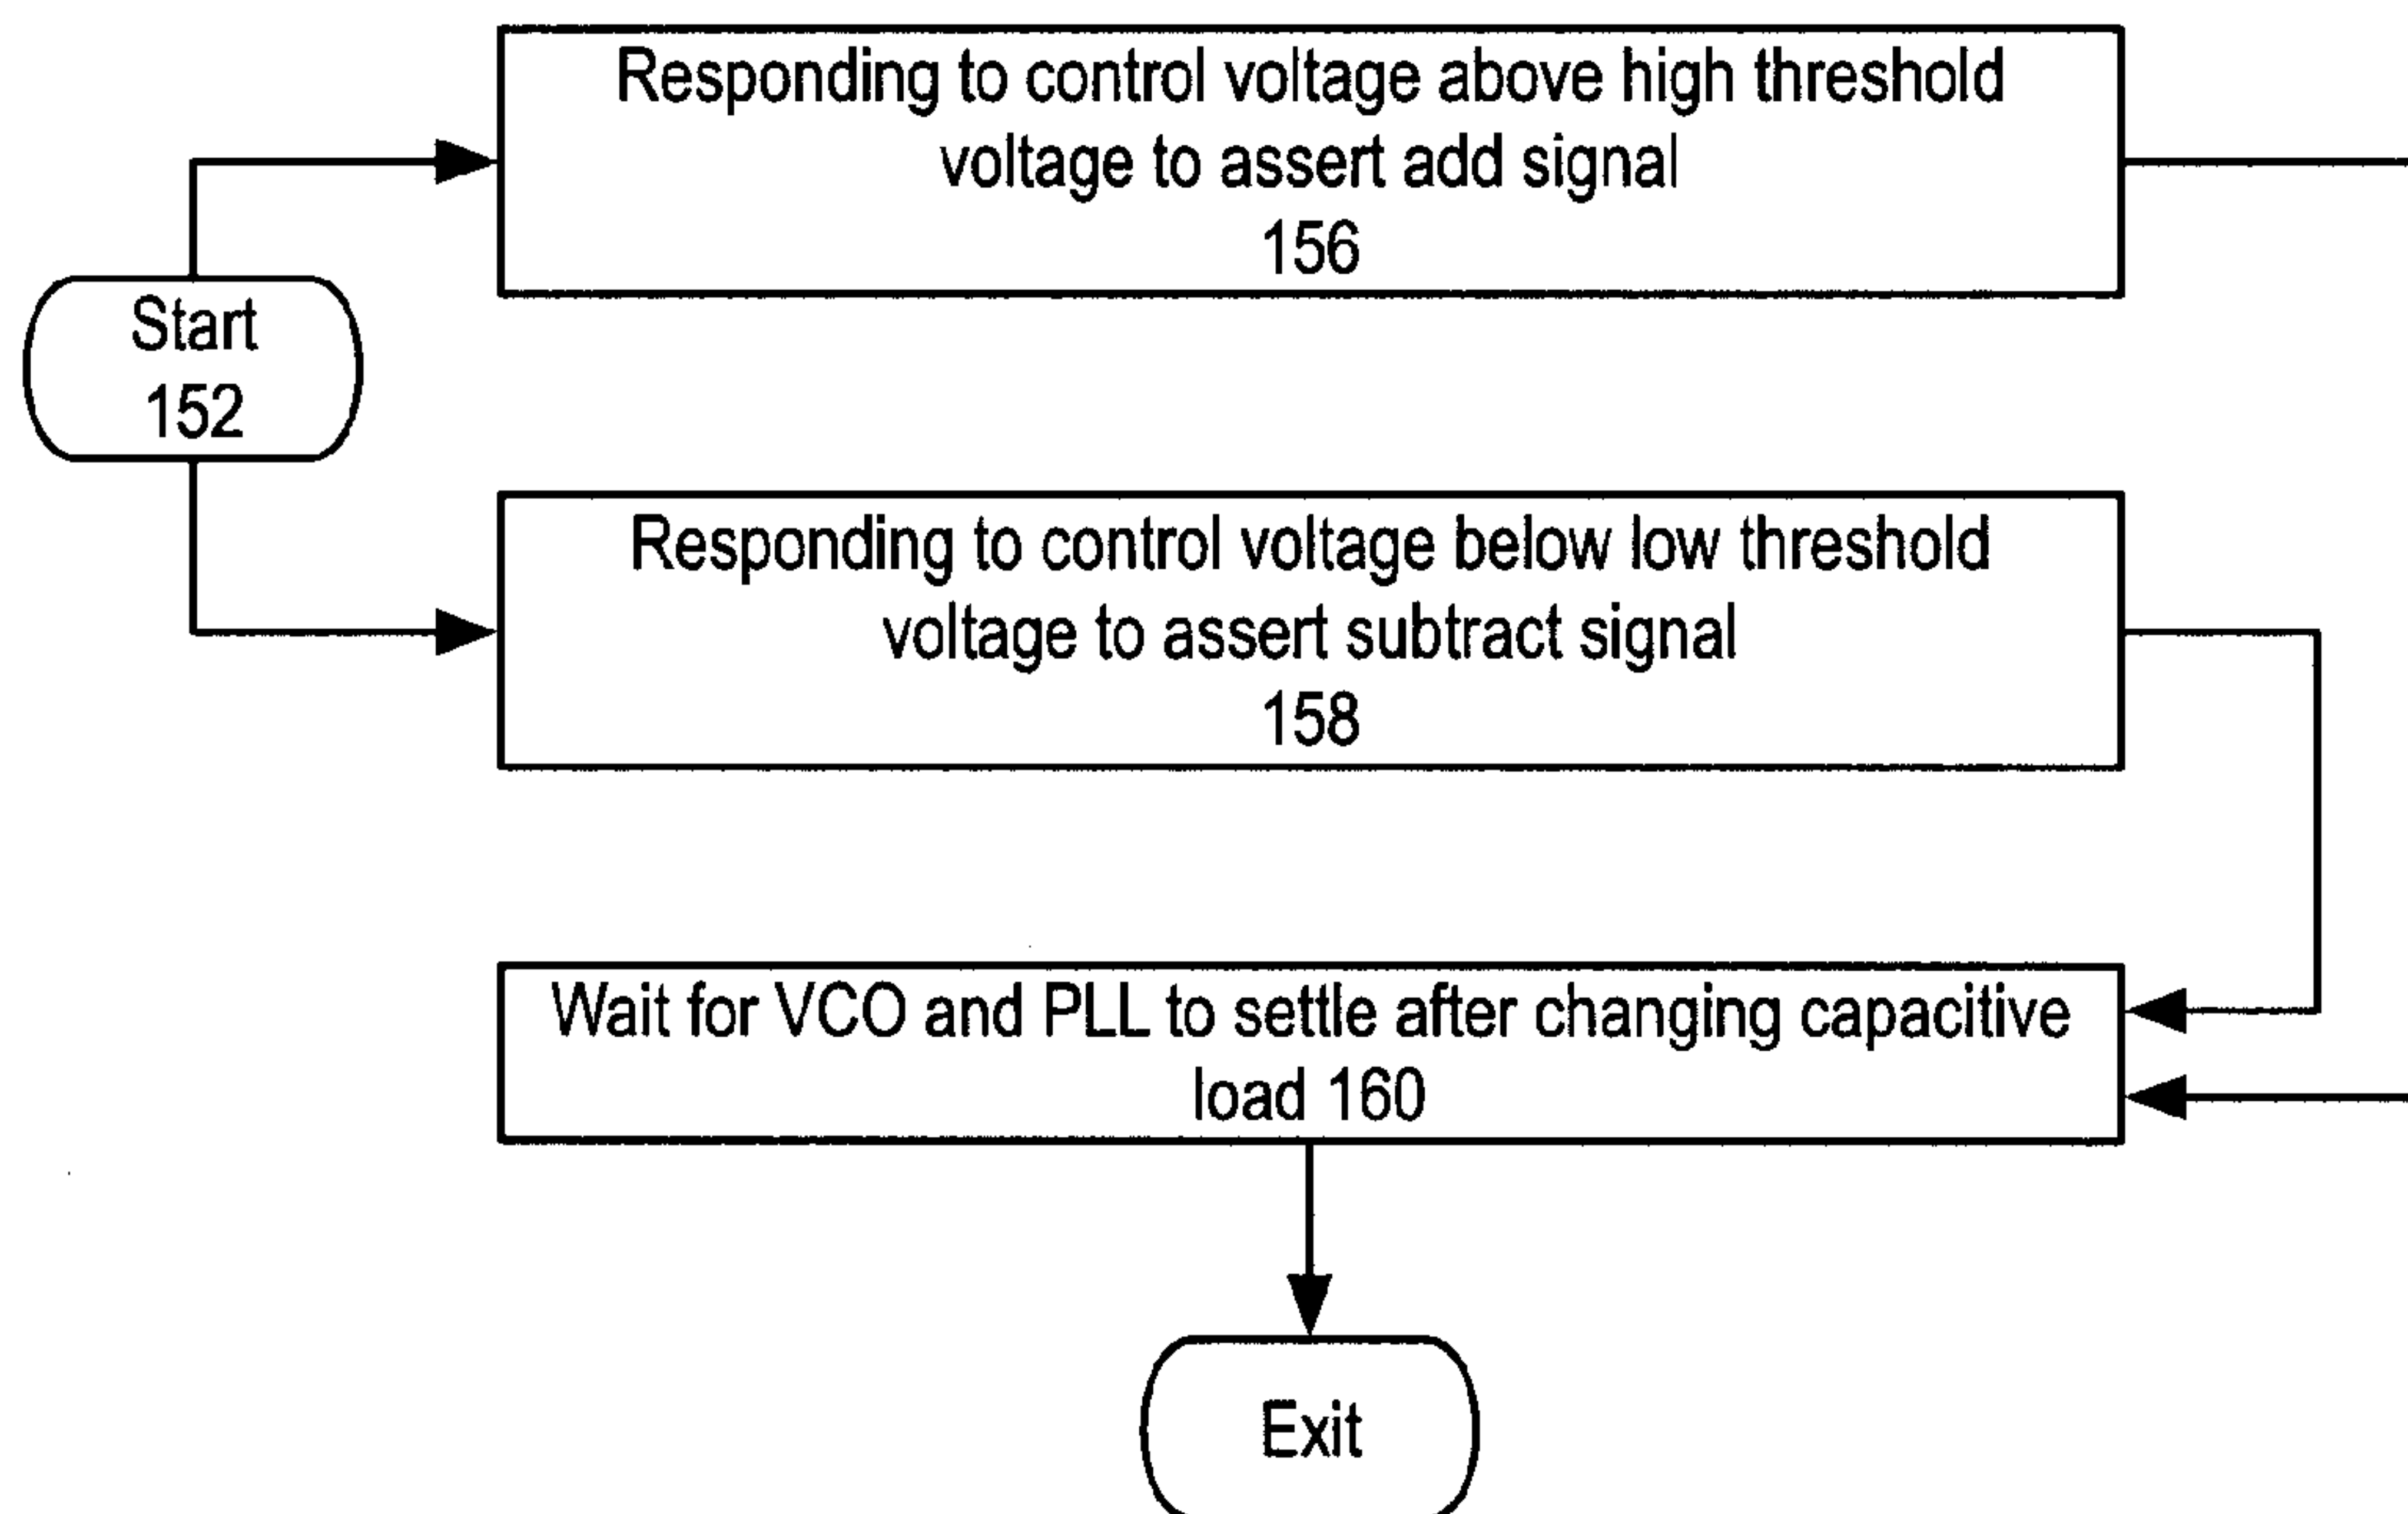 Responding to control voltage above high threshold
voltage to assert add signal
156
Start
152
Responding to control voltage below low threshold
voltage to assert subtract signal
158
Wait for VCO and PLL to settle after changing capacitive
load 160
Exit